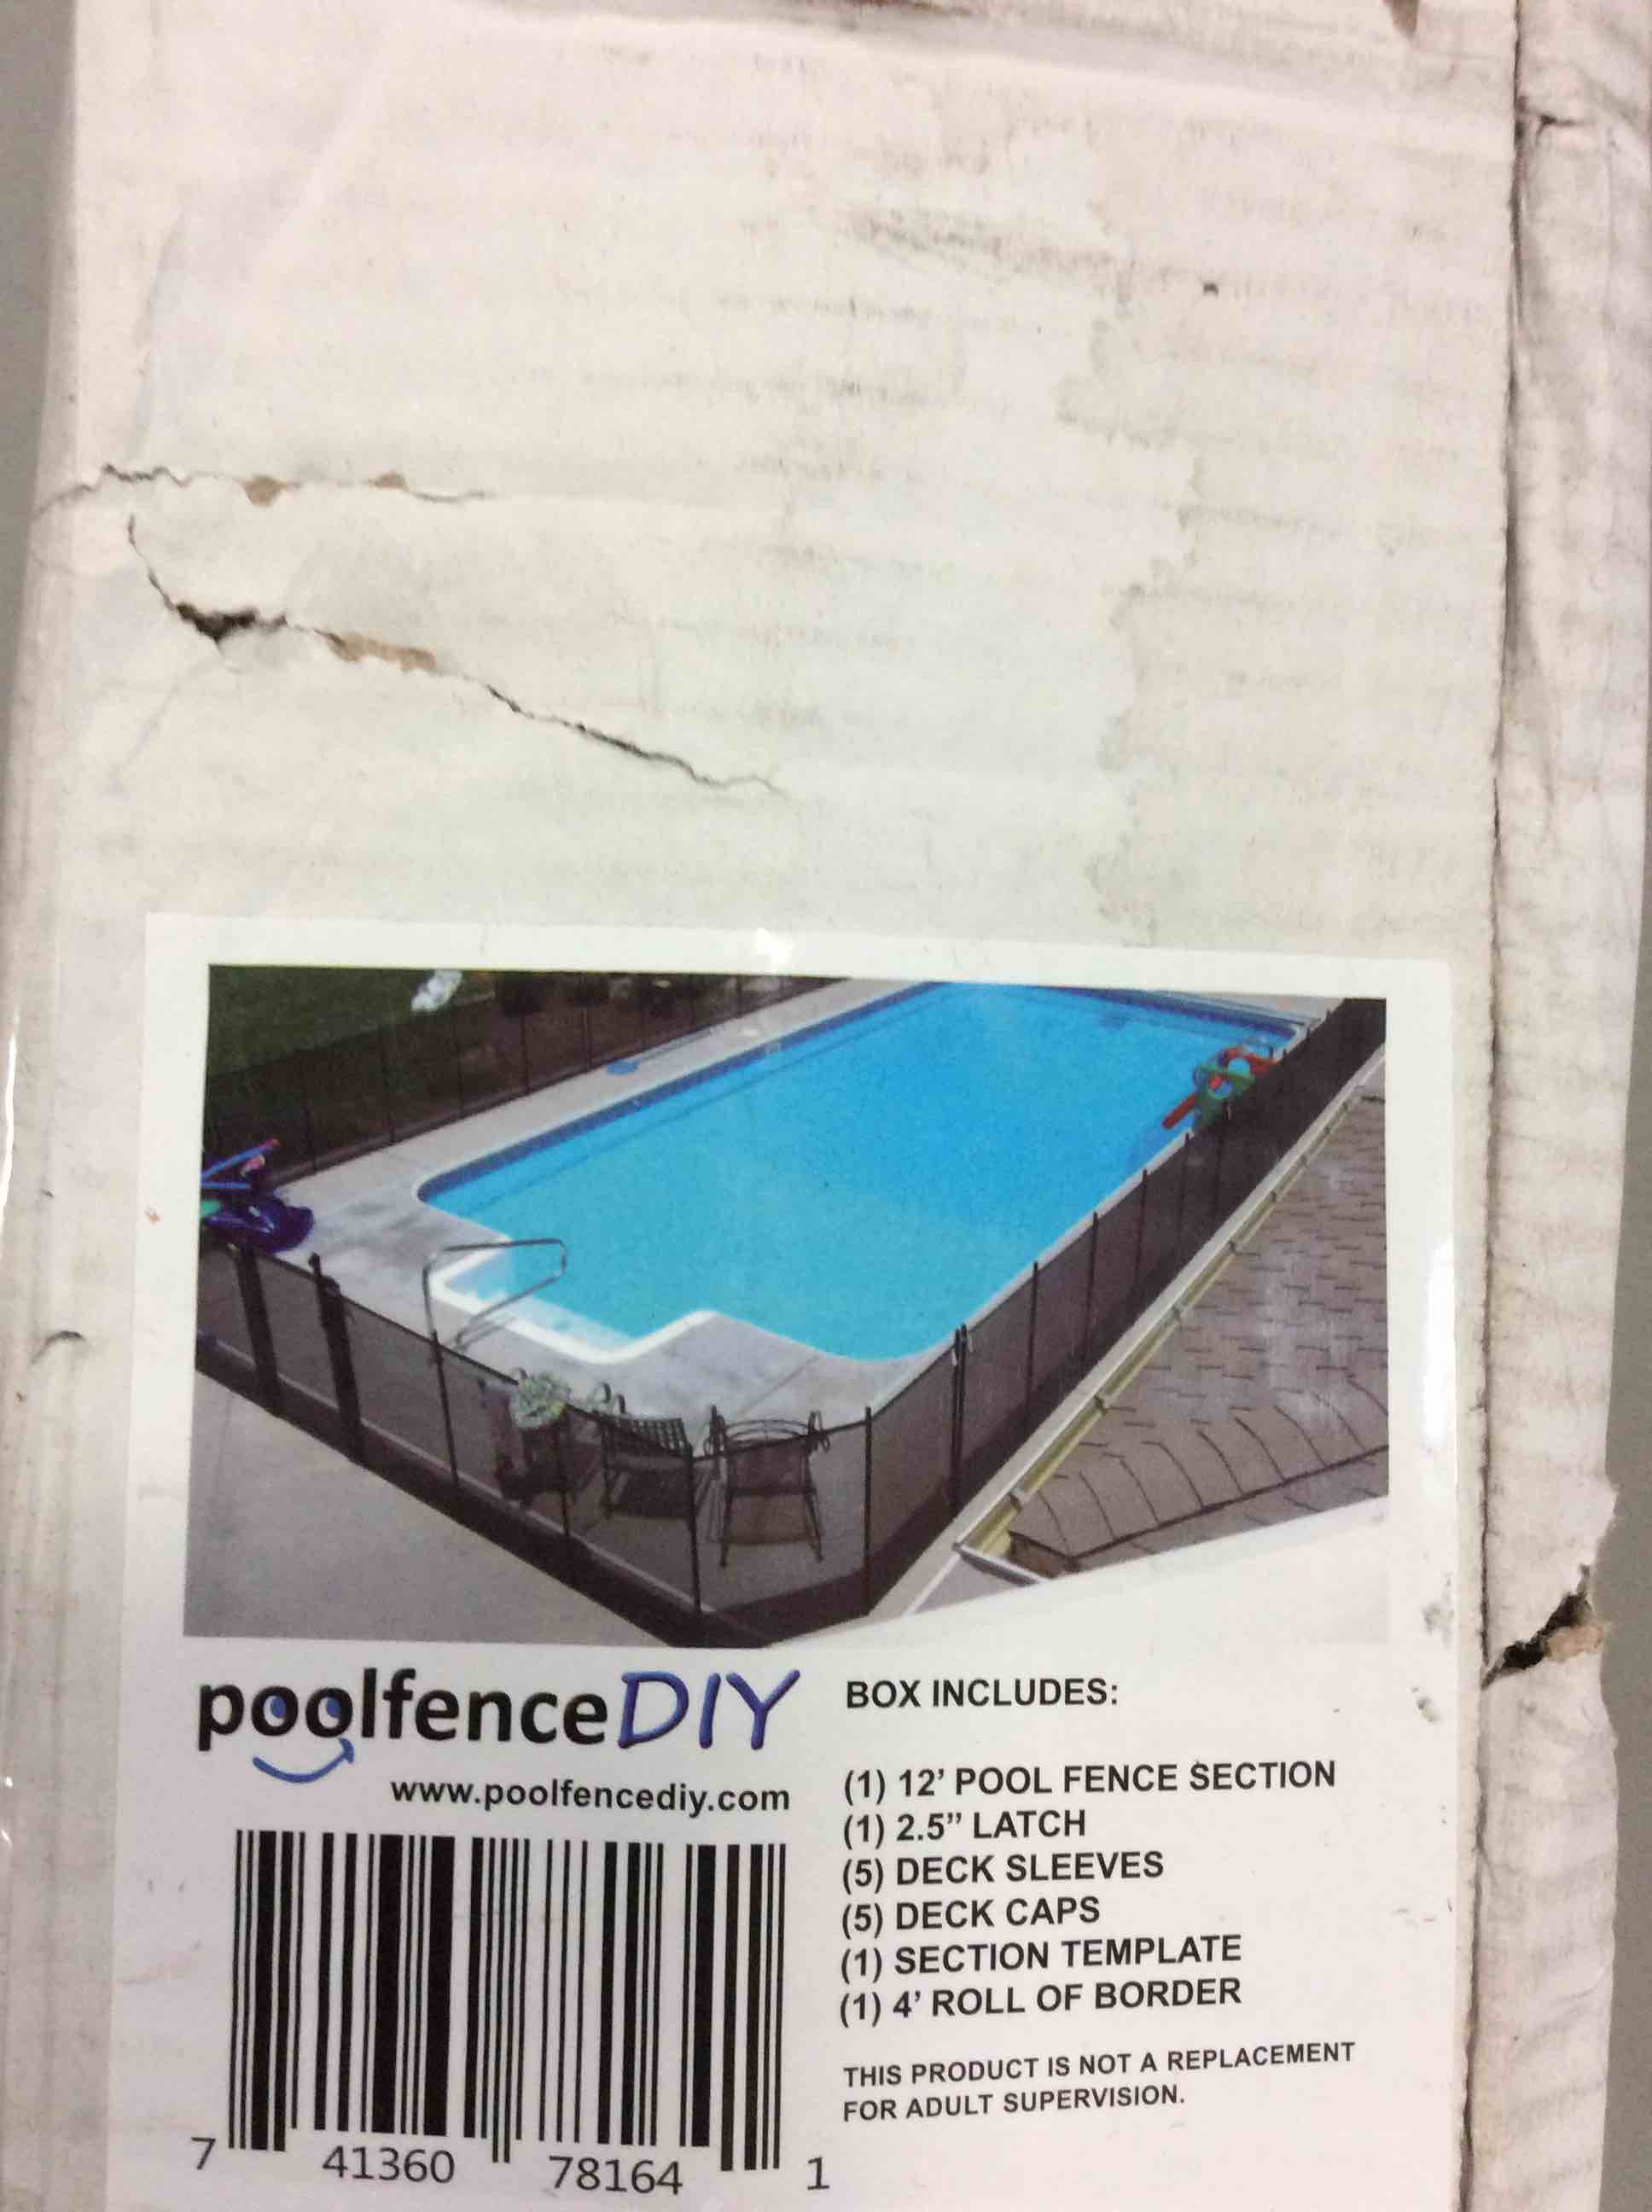 poolfenceDIY
www.poolfencediy.com
7 41360 78164 1
BOX INCLUDES:
(1) 12' POOL FENCE SECTION
(1) 2.5” LATCH
(5) DECK SLEEVES
(5) DECK CAPS
(1) SECTION TEMPLATE
(1) 4' ROLL OF BORDER
THIS PRODUCT IS NOT A REPLACEMENT
FOR ADULT SUPERVISION.